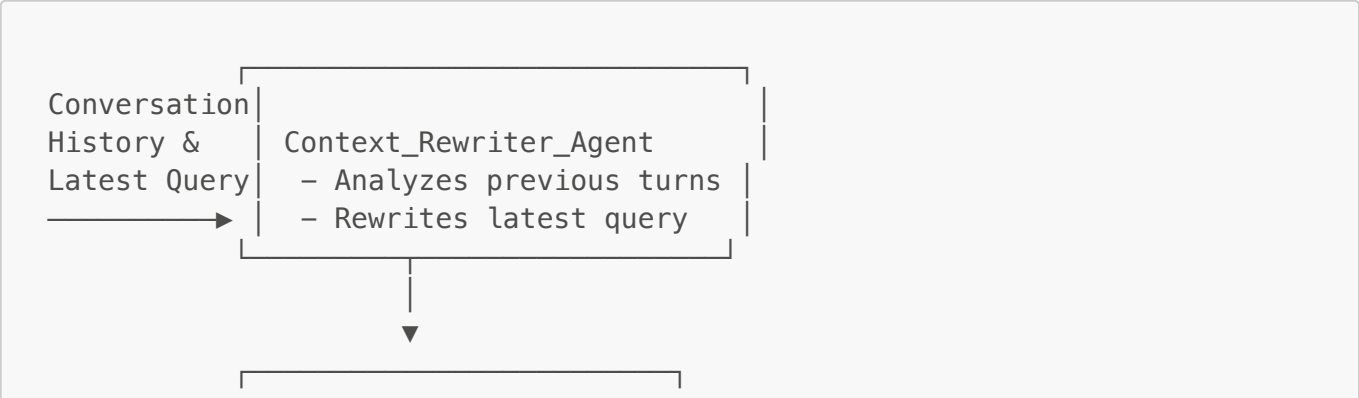 Conversation
History & Context_Rewriter_Agent
Latest Query - Analyzes previous turns
- Rewrites latest query